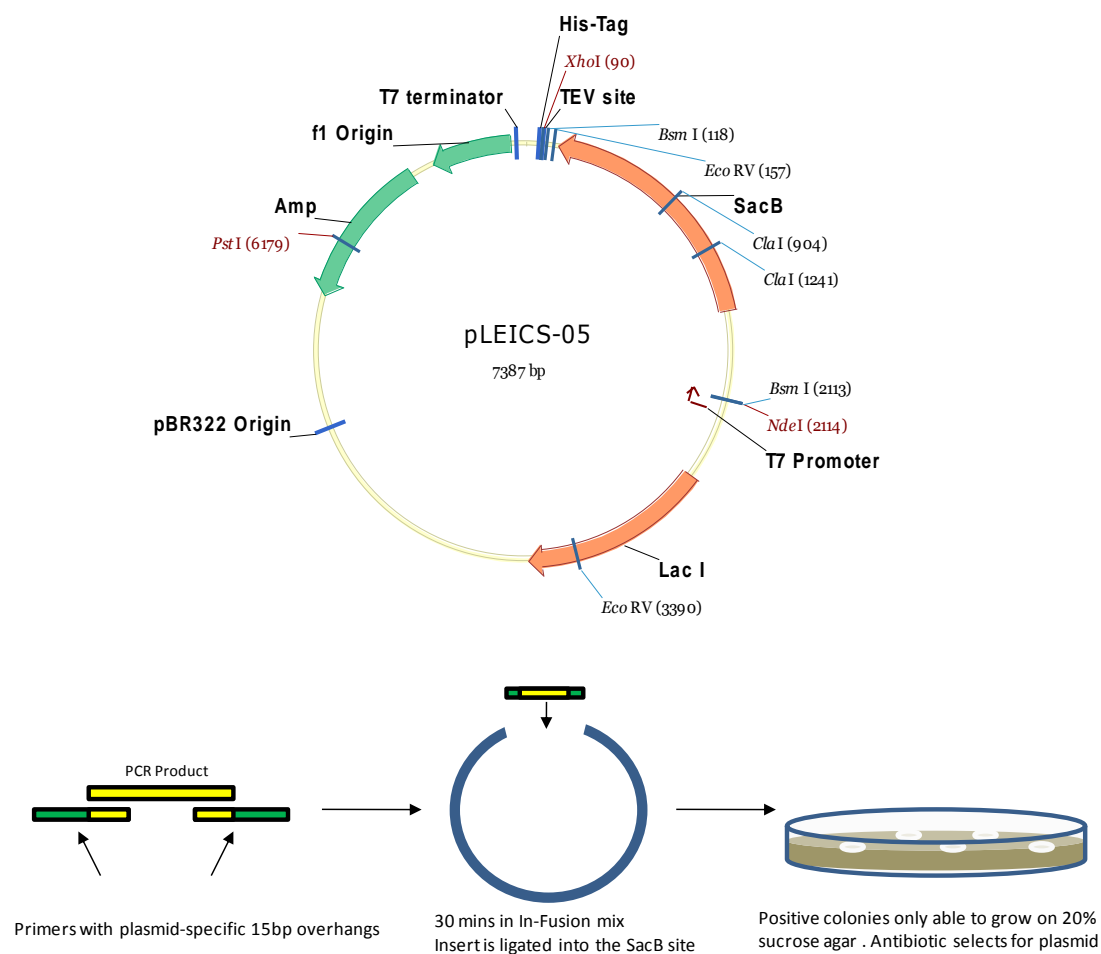 His-Tag
XhoI (90)
T7 terminator
TEV site
f1 Origin
Bsm I (118)
Eco RV (157)
Amp
SacB
PstI (6179)
ClaI (904)
ClaI (1241)
pLEICS-05
7387 bp
Bsm I (2113)
NdeI (2114)
pBR322 Origin
T7 Promoter
Lac I
Eco RV (3390)
PCR Product
Primers with plasmid-specific 15bp overhangs
30 mins in In-Fusion mix
Insert is ligated into the SacB site
Positive colonies only able to grow on 20%
sucrose agar . Antibiotic selects for plasmid